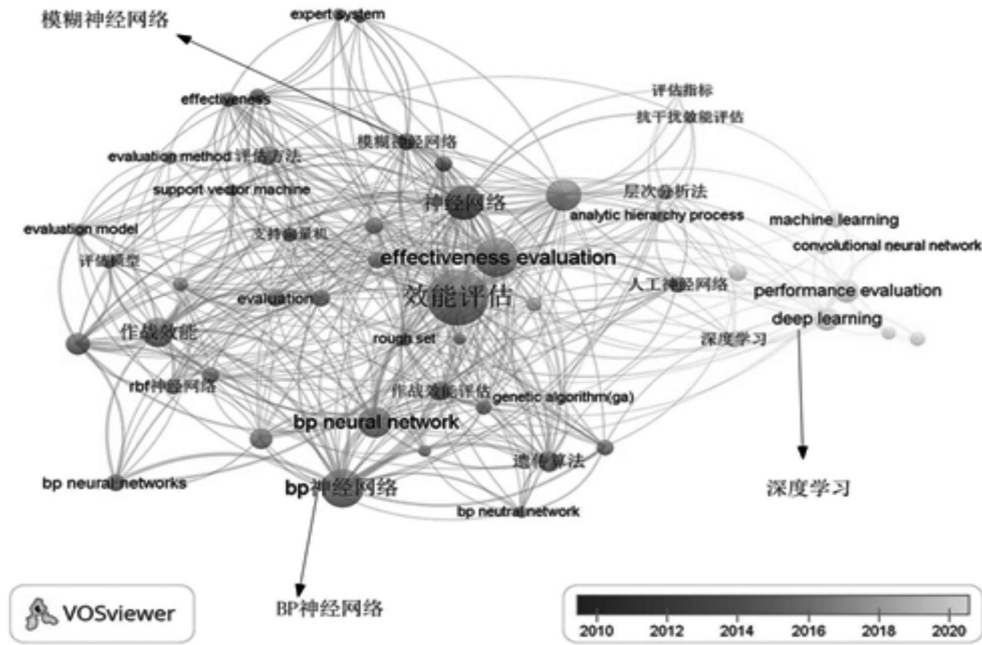 模糊神经网络
expert system
effectiveness
评估指标
抗干扰效能评估
模糊神经网络
evaluation method 评估方法
support vector machine
神经网络
层次分析法
analytic hierarchy process
machine learning
evaluation model
支持向量机
convolutional neural network
评估模型
effectiveness evaluation
人工神经网络
evaluation
效能评估
performance evaluation
deep learning
作战效能
rough set
深度学习
rbf神经网络
作战效能评估
genetic algorithm(ga)
bp neural network
遗传算法
bp neural networks
bp神经网络
深度学习
bp neutral network
BP神经网络
VOSviewer
2010 2012 2014 2016 2018 2020